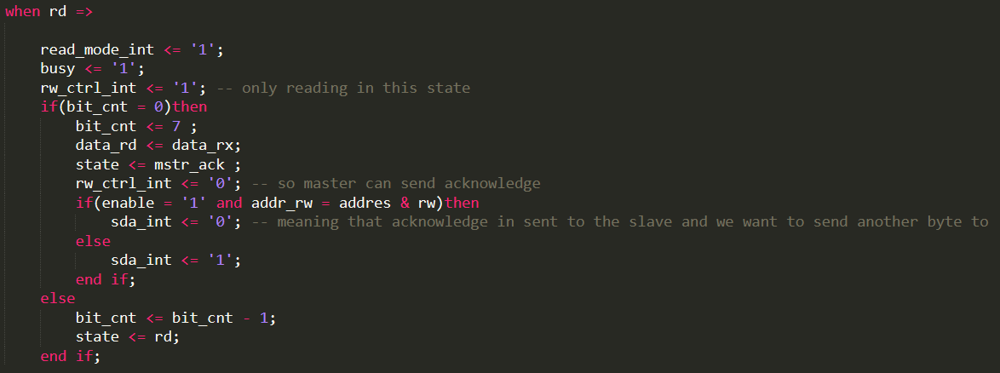 when rd =>
read_mode_int <= '1';
busy <= '1';
rw_ctrl_int <= '1'; -- only reading in this state
if(bit_cnt = 0)then
bit_cnt <= 7 ;
data_rd <= data_rx;
state <= mstr_ack ;
rw_ctrl_int <= '0'; -- so master can send acknowledge
if(enable = '1' and addr_rw = addres & rw)then
sda_int <= '0'; -- meaning that acknowledge in sent to the slave and we want to send another byte to
else
sda_int <= '1';
end if;
else
bit_cnt <= bit_cnt - 1;
state <= rd;
end if;